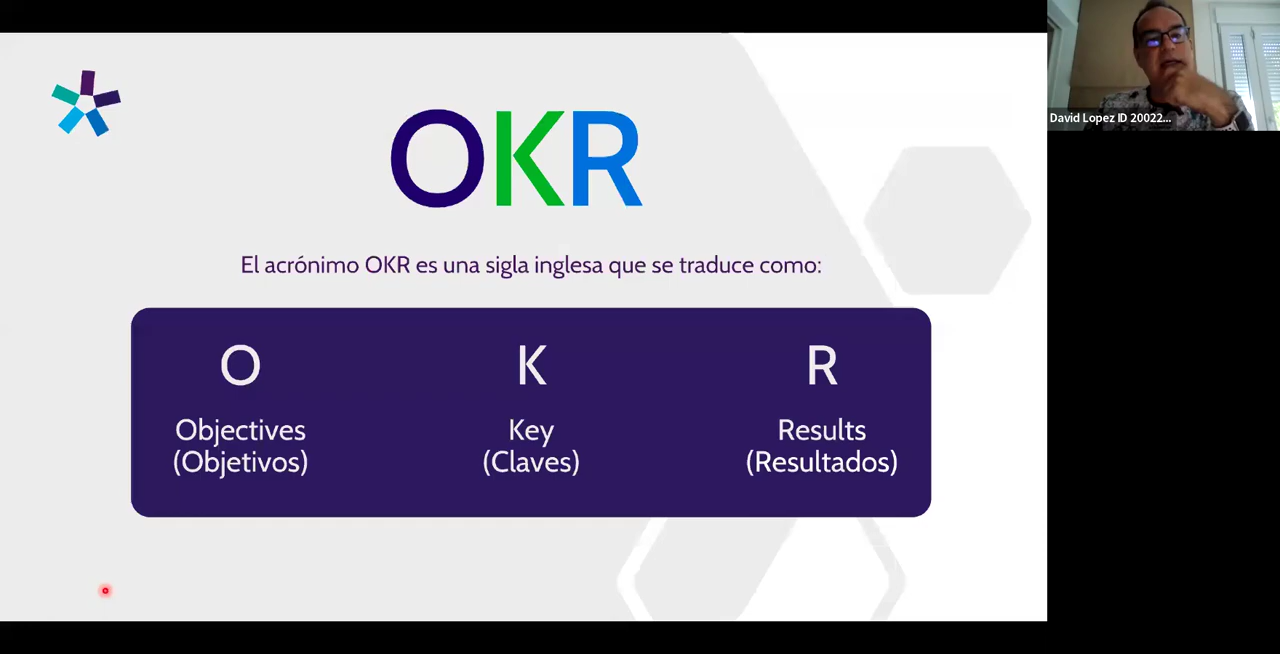 OKR
El acrónimo OKR es una sigla inglesa que se traduce como:
O
Objectives
(Objetivos)
K
Key
(Claves)
R
Results
(Resultados)
David Lopez ID 20022...